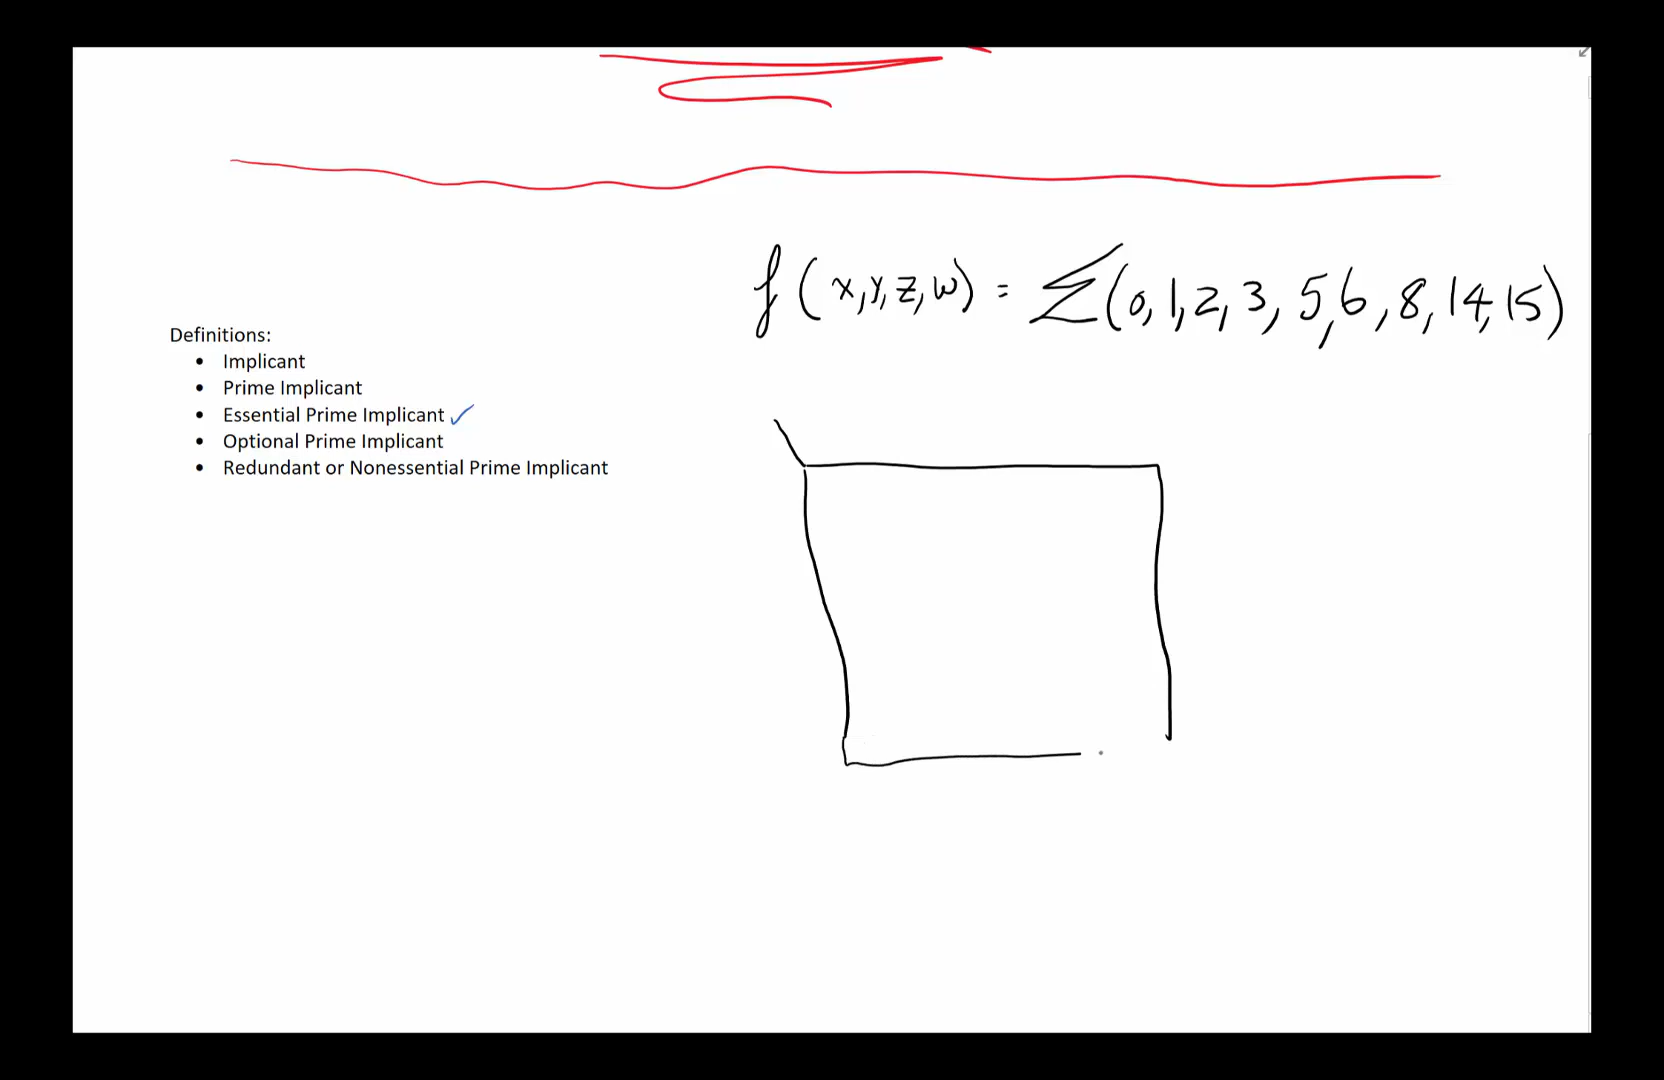 f(x,y,z,w) = Σ(0,1,2,3,5,6,8,14,15)
Definitions:
• Implicant
• Prime Implicant
• Essential Prime Implicant ✓
• Optional Prime Implicant
• Redundant or Nonessential Prime Implicant